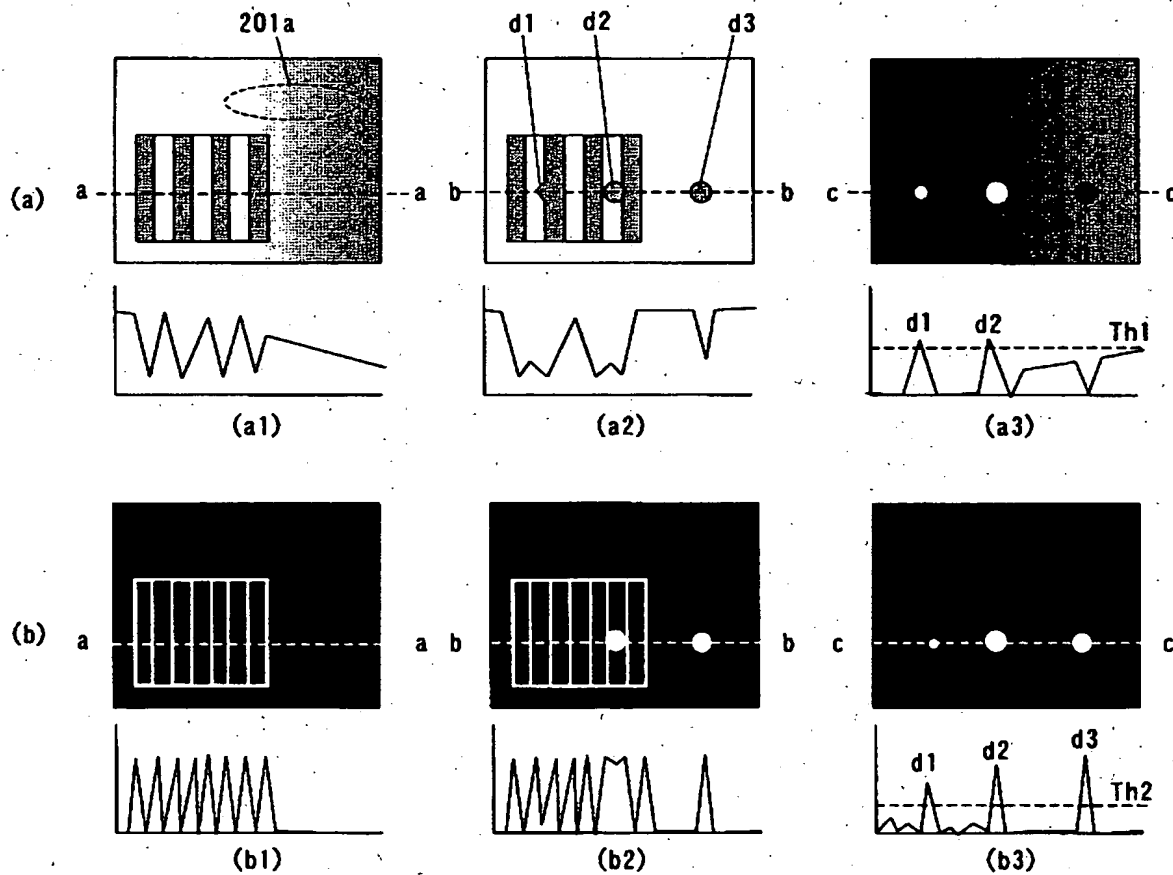 201a
d1 d2 d3
(a) a a b b c c
d1 d2 Th1
(a1) (a2) (a3)
(b) a a b b c c
d1 d2 d3
Th2
(b1) (b2) (b3)